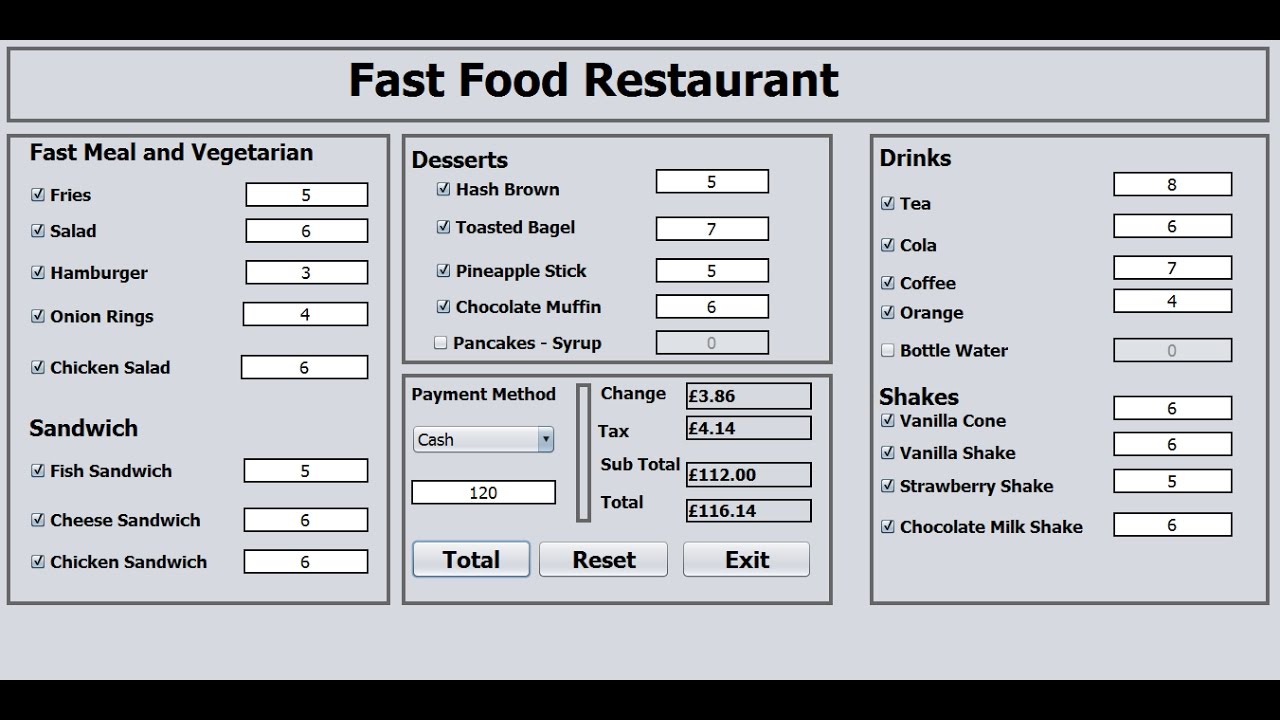 Fast Food Restaurant
Fast Meal and Vegetarian
Fries 5
Salad 6
Hamburger 3
Onion Rings 4
Chicken Salad 6
Sandwich
Fish Sandwich 5
Cheese Sandwich 6
Chicken Sandwich 6
Desserts
Hash Brown 5
Toasted Bagel 7
Pineapple Stick 5
Chocolate Muffin 6
Pancakes - Syrup 0
Payment Method
Cash
120
Change £3.86
Tax £4.14
Sub Total £112.00
Total £116.14
Total Reset Exit
Drinks
Tea 8
Cola 6
Coffee 7
Orange 4
Bottle Water 0
Shakes
Vanilla Cone 6
Vanilla Shake 6
Strawberry Shake 5
Chocolate Milk Shake 6